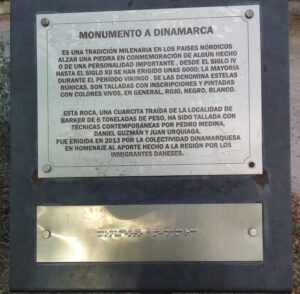 MONUMENTO A DINAMARCA
ES UNA TRADICIÓN MILENARIA EN LOS PAISES NÓRDICOS
ALZAR UNA PIEDRA EN CONMEMORACIÓN DE ALGÚN HECHO
O DE UNA PERSONALIDAD IMPORTANTE . DESDE EL SIGLO IV
HASTA EL SIGLO XII SE HAN ERIGIDO UNAS 6000; LA MAYORÍA
DURANTE EL PERÍODO VIKINGO . SE LAS DENOMINA ESTELAS
RÚNICAS, SON TALLADAS CON INSCRIPCIONES Y PINTADAS
CON COLORES VIVOS, EN GENERAL, ROJO, NEGRO, BLANCO.
ESTA ROCA, UNA CUARCITA TRAÍDA DE LA LOCALIDAD DE
BARKER DE 6 TONELADAS DE PESO, HA SIDO TALLADA CON
TÉCNICAS CONTEMPORÁNEAS POR PEDRO MEDINA,
DANIEL GUZMÁN Y JUAN URQUIAGA.
FUE ERIGIDA EN 2013 POR LA COLECTIVIDAD DINAMARQUESA
EN HOMENAJE AL APORTE HECHO A LA REGIÓN POR LOS
INMIGRANTES DANESES.